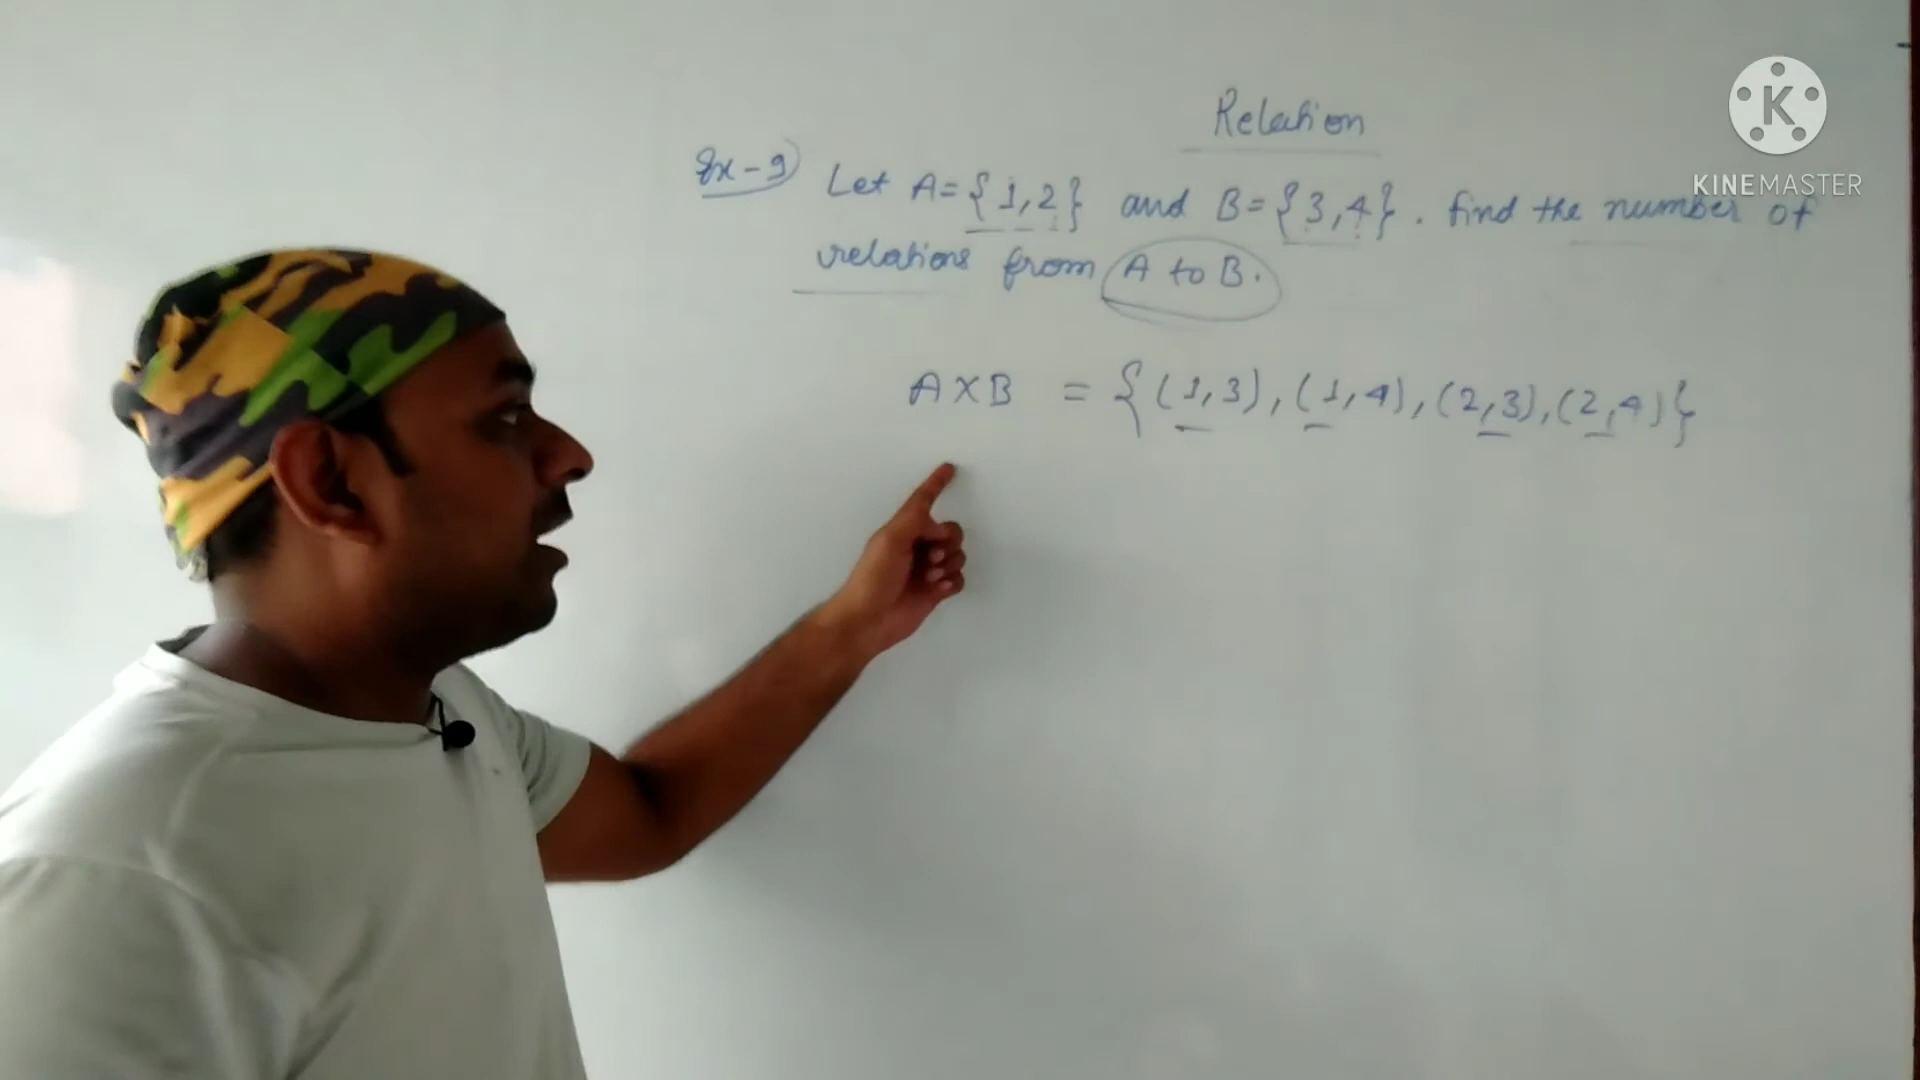 Relation
Ex-9) Let A={1,2} and B={3,4}. find the number of
relations from A to B.
A×B = {(1,3),(1,4),(2,3),(2,4)}
K
KINEMASTER